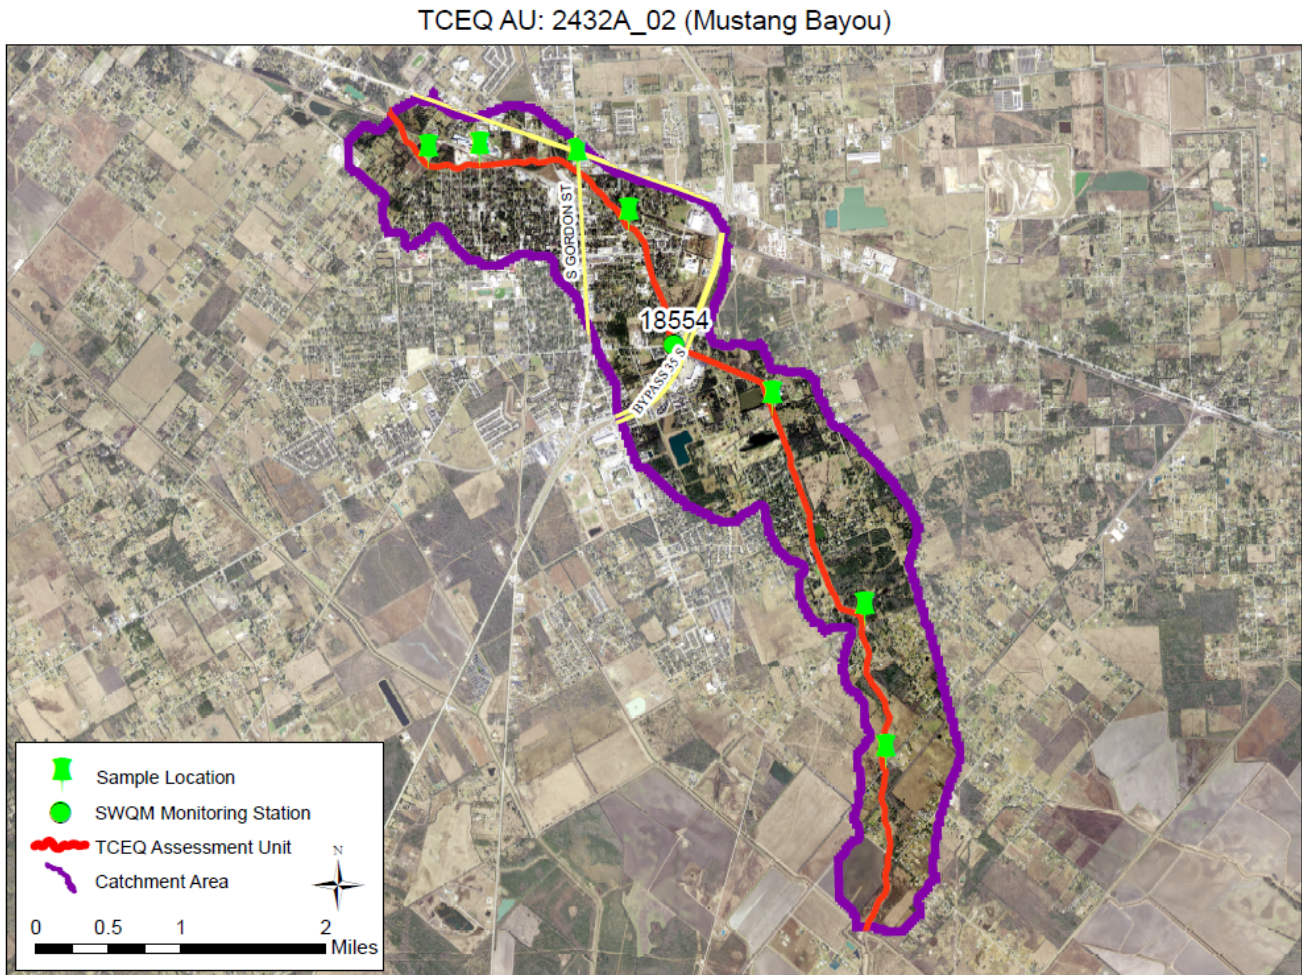 TCEQ AU: 2432A_02 (Mustang Bayou)
S GORDON ST
18554
BYPASS 35 S
Sample Location
SWQM Monitoring Station
TCEQ Assessment Unit
Catchment Area
N
0 0.5 1 2
Miles